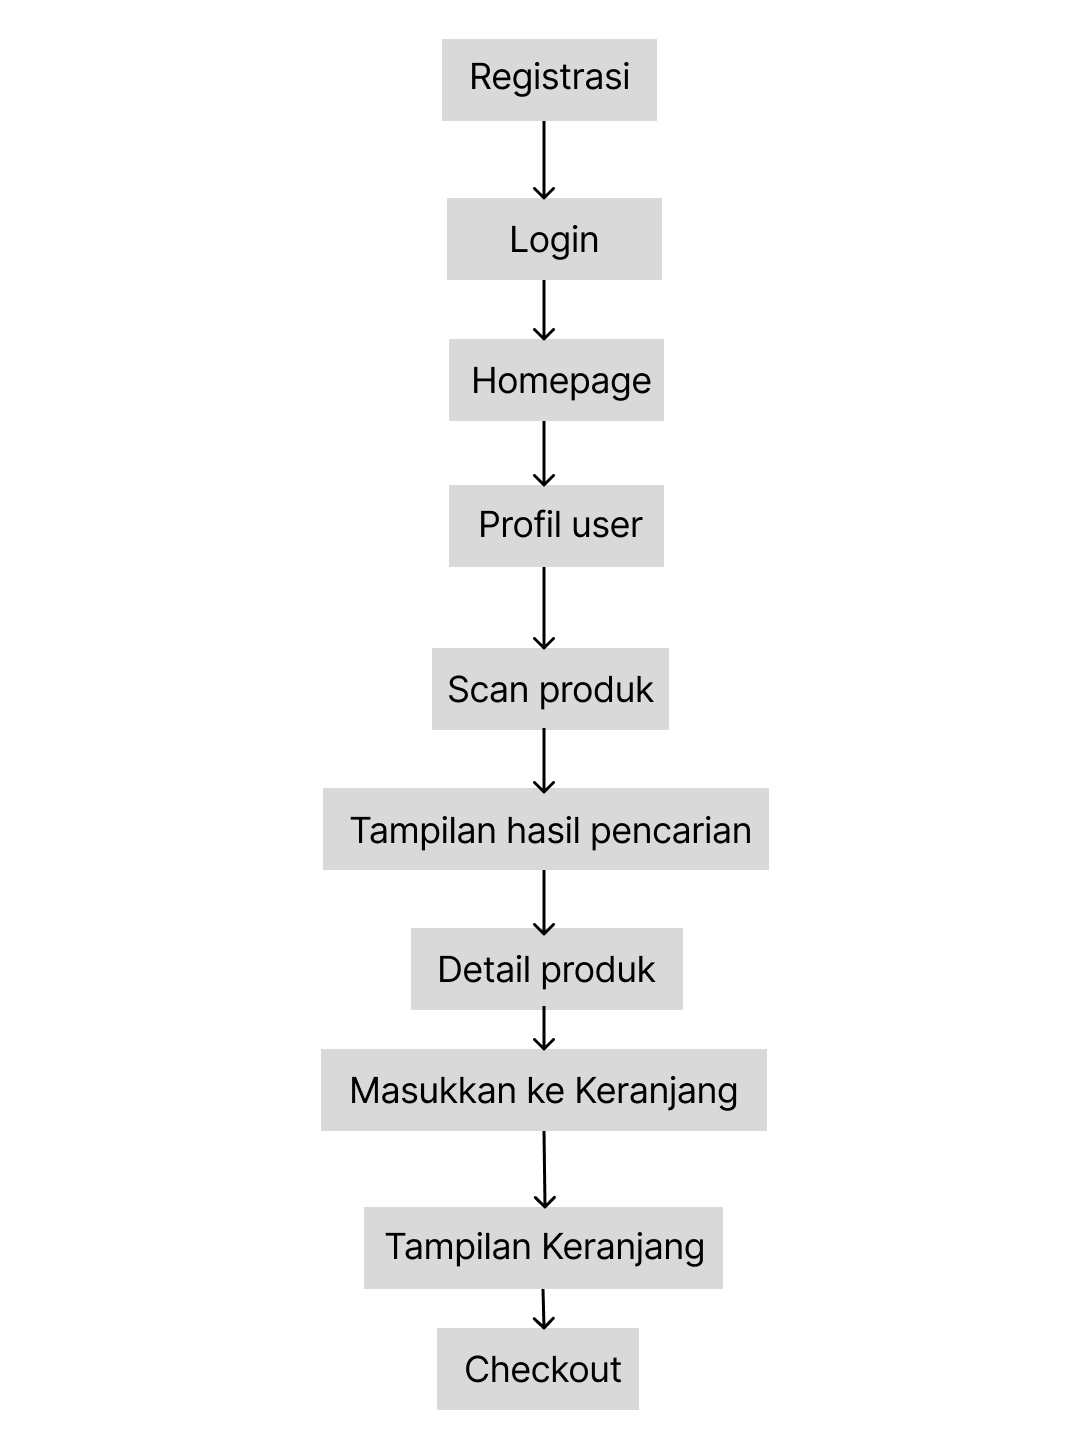 Registrasi
Login
Homepage
Profil user
Scan produk
Tampilan hasil pencarian
Detail produk
Masukkan ke Keranjang
Tampilan Keranjang
Checkout